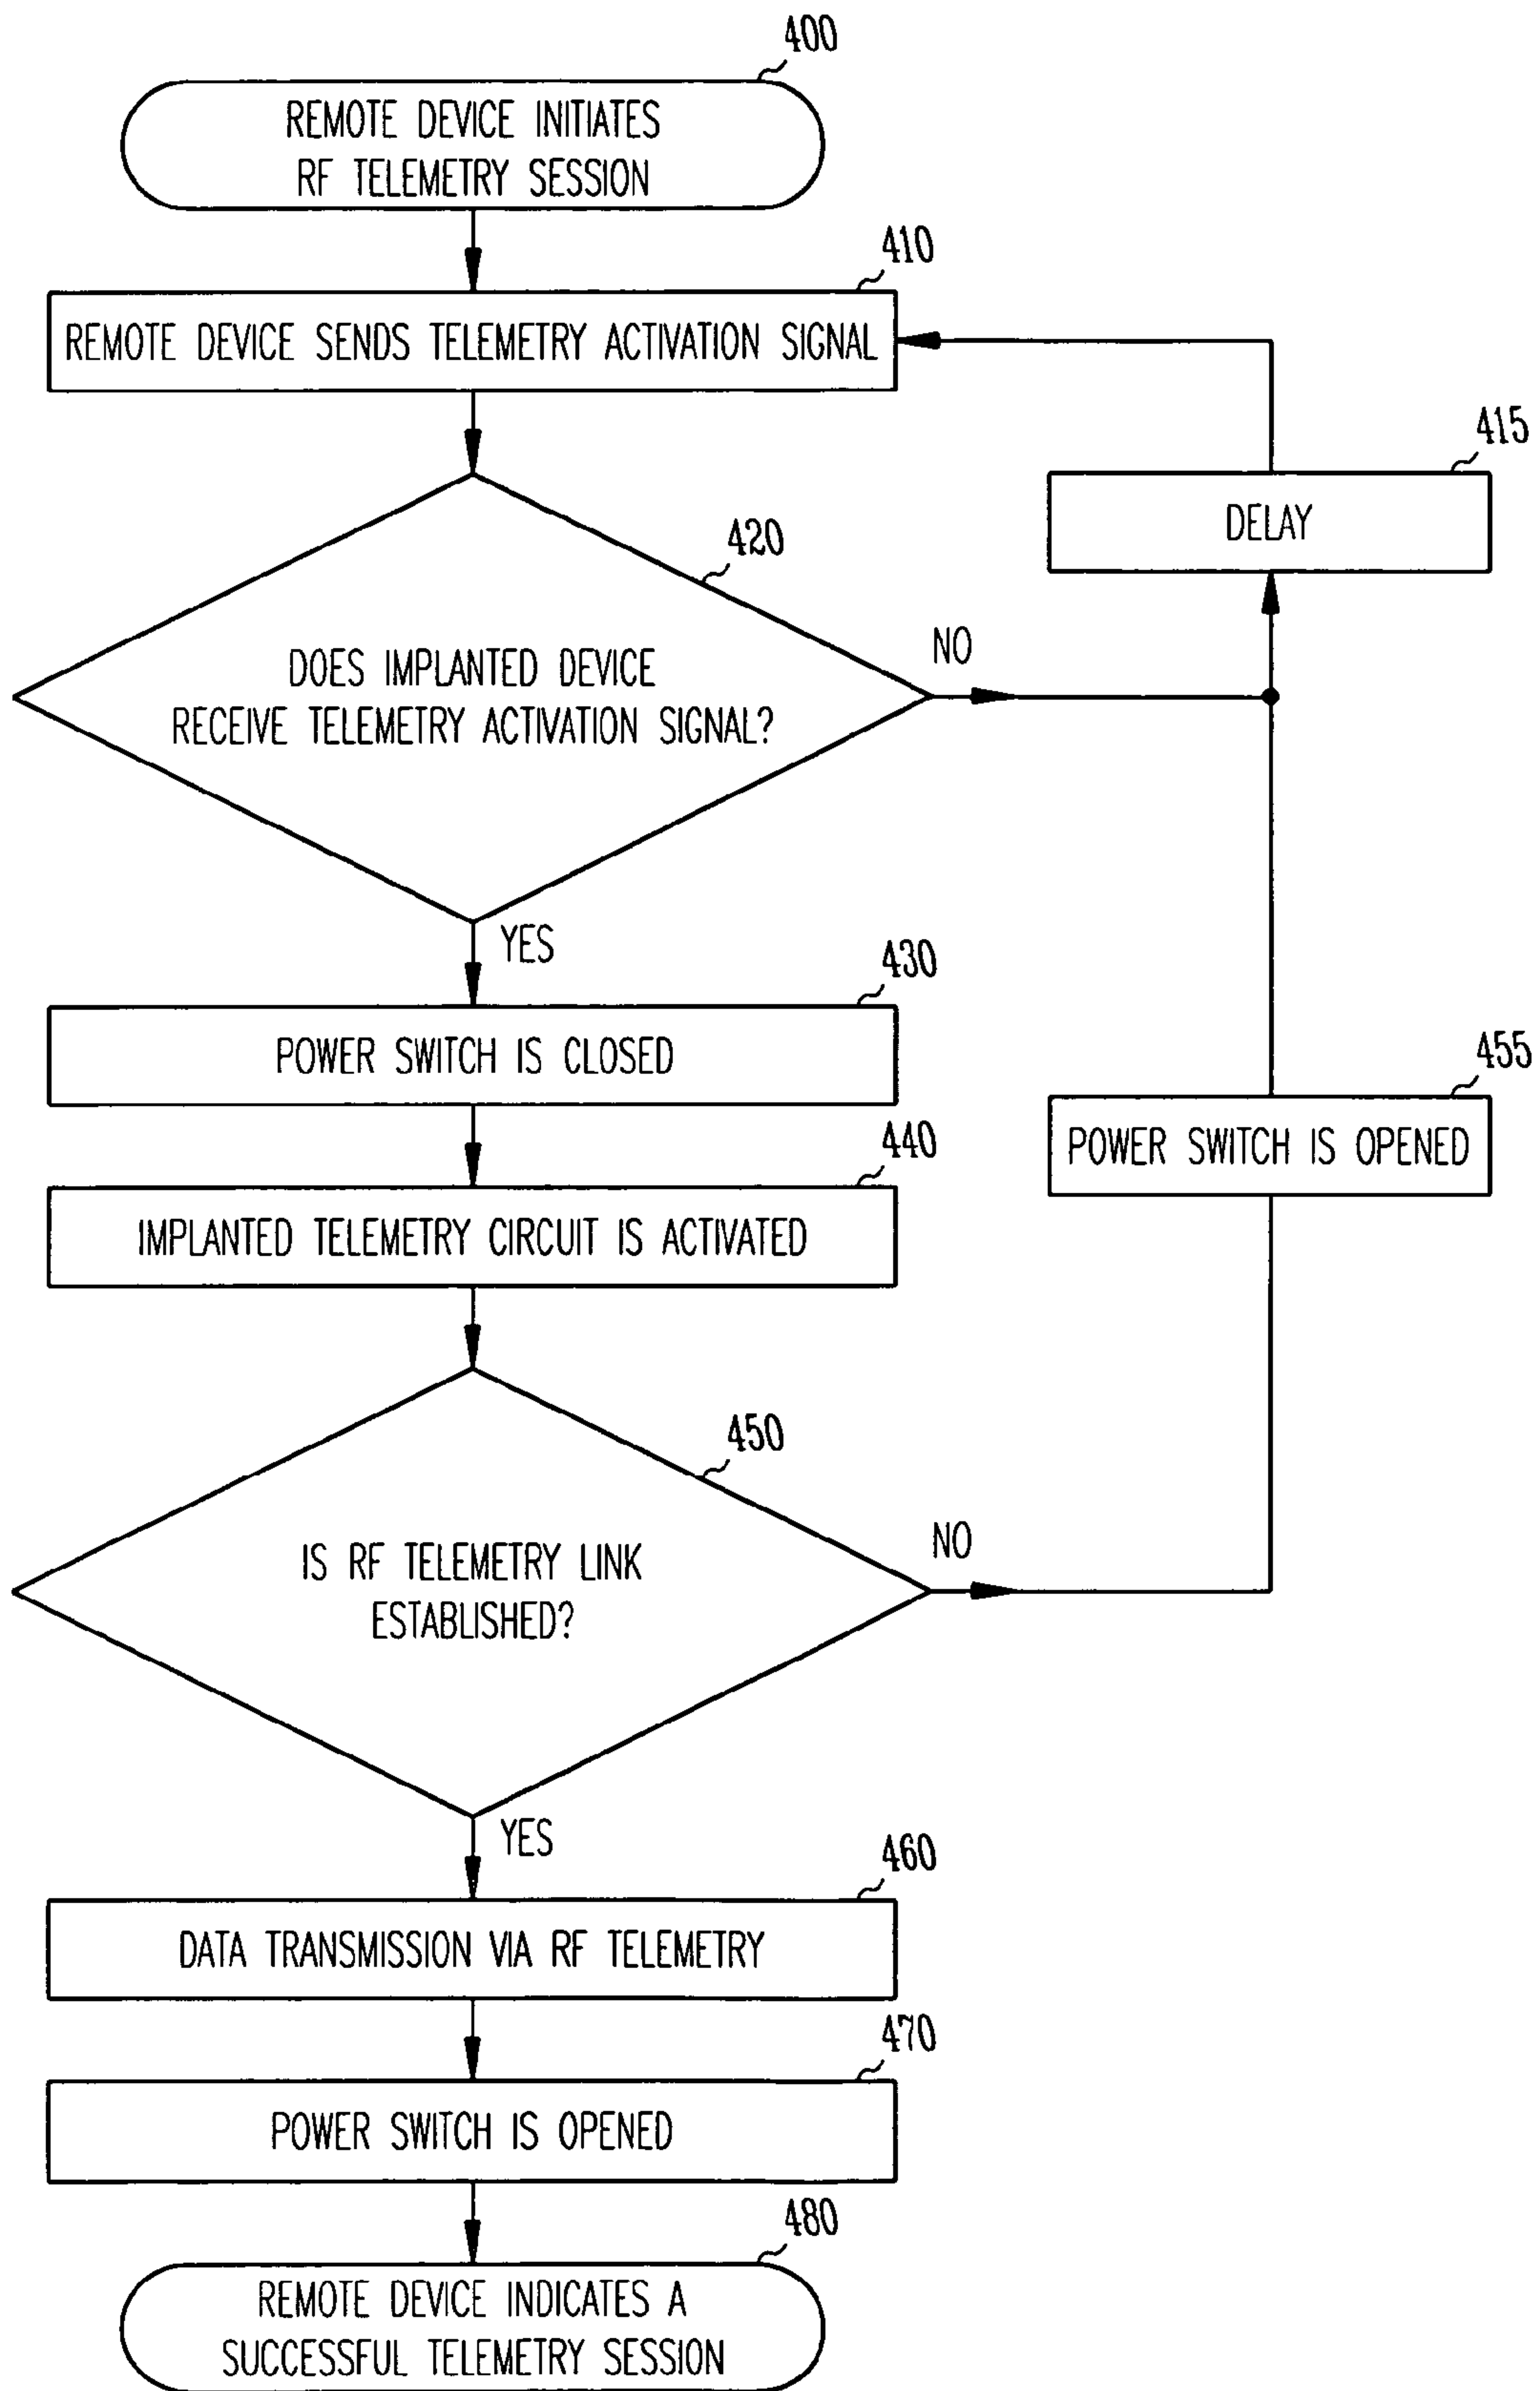 400
REMOTE DEVICE INITIATES
RF TELEMETRY SESSION
410
REMOTE DEVICE SENDS TELEMETRY ACTIVATION SIGNAL
415
DELAY
420
DOES IMPLANTED DEVICE
RECEIVE TELEMETRY ACTIVATION SIGNAL?
NO
YES
430
POWER SWITCH IS CLOSED
455
POWER SWITCH IS OPENED
440
IMPLANTED TELEMETRY CIRCUIT IS ACTIVATED
450
IS RF TELEMETRY LINK
ESTABLISHED?
NO
YES
460
DATA TRANSMISSION VIA RF TELEMETRY
470
POWER SWITCH IS OPENED
480
REMOTE DEVICE INDICATES A
SUCCESSFUL TELEMETRY SESSION